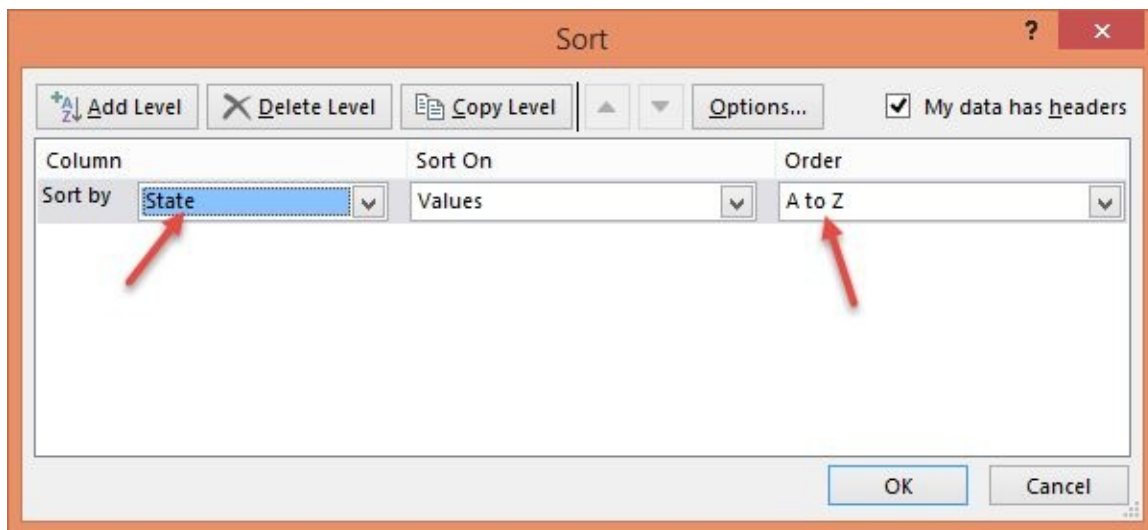 Sort
?
Add Level Delete Level Copy Level Options... My data has headers
Column Sort On Order
Sort by State Values A to Z
OK Cancel